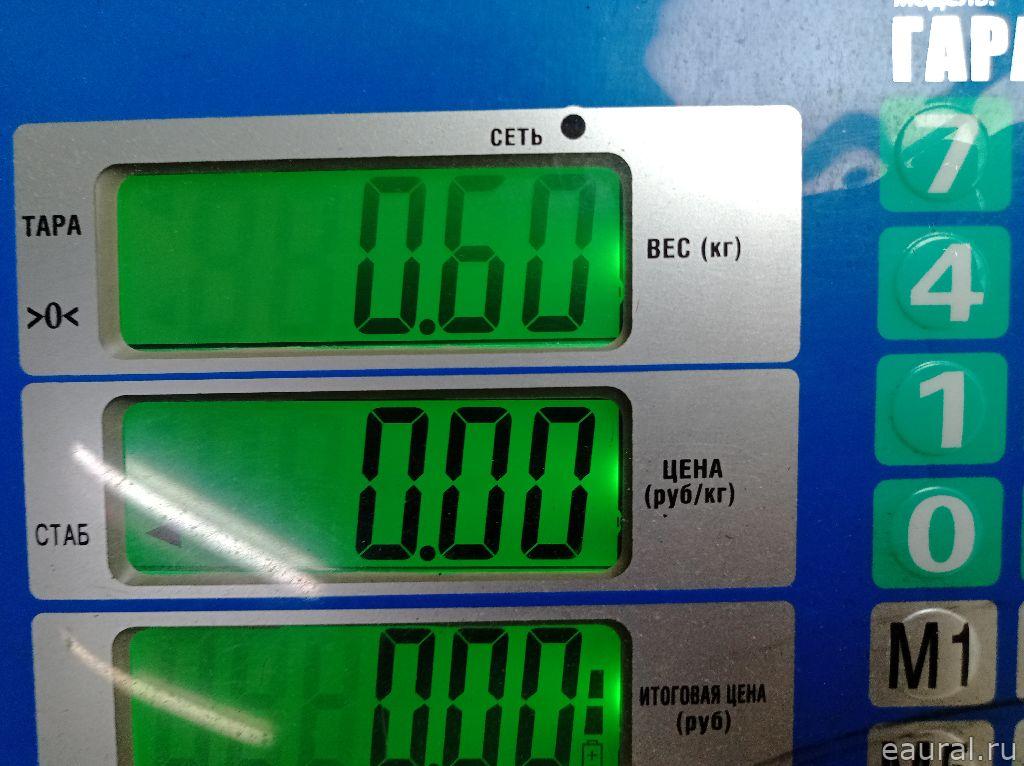 модель:
ГАРА
СЕТЬ
ТАРА
>0<
0.60
ВЕС (кг)
7
4
СТАБ
0.00
ЦЕНА
(руб/кг)
1
0
0.00
ИТОГОВАЯ ЦЕНА
(руб)
M1
eaural.ru